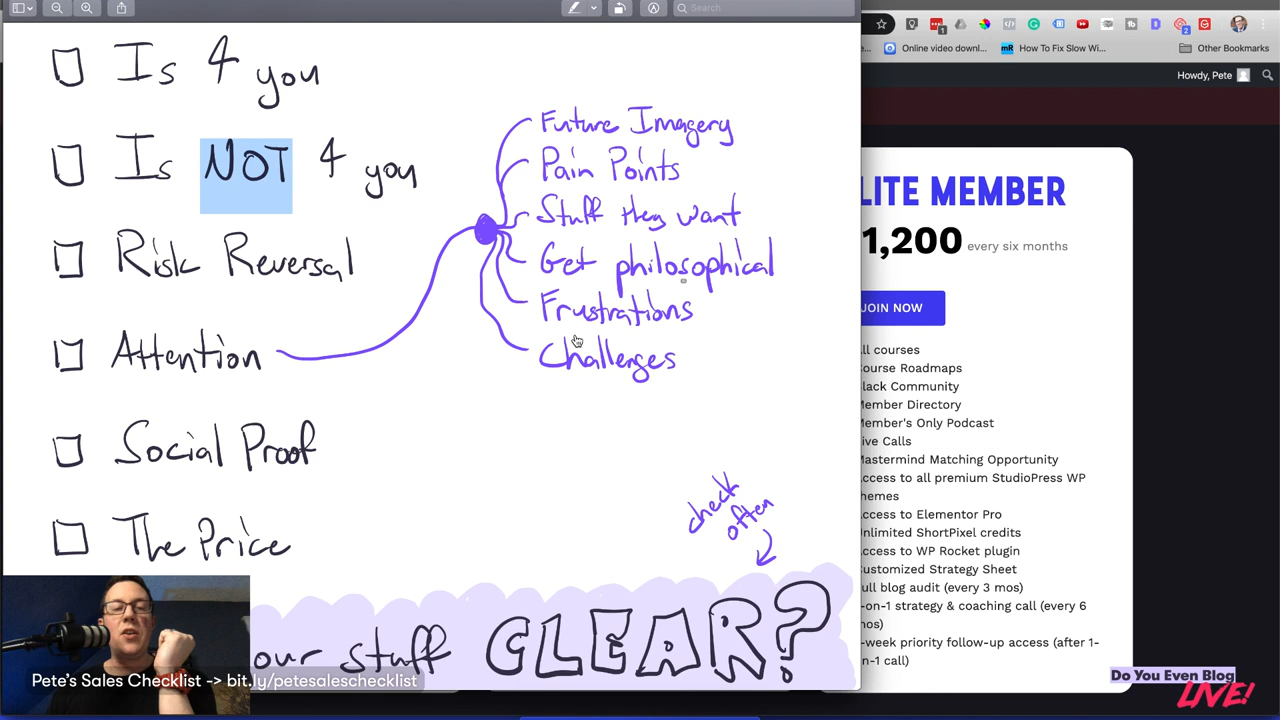 Search
Is 4 you
Is NOT 4 you
Risk Reversal
Attention
Social Proof
The Price
Future Imagery
Pain Points
Stuff they want
Get philosophical
Frustrations
Challenges
check
often
our stuff CLEAR?
Pete's Sales Checklist -> bit.ly/petesaleschecklist
Online video downl...
mR How To Fix Slow Wi...
Other Bookmarks
Howdy, Pete
LITE MEMBER
1,200 every six months
JOIN NOW
ll courses
ourse Roadmaps
lack Community
ember Directory
ember's Only Podcast
ive Calls
astermind Matching Opportunity
ccess to all premium StudioPress WP
hemes
ccess to Elementor Pro
nlimited ShortPixel credits
ccess to WP Rocket plugin
ustomized Strategy Sheet
ull blog audit (every 3 mos)
-on-1 strategy & coaching call (every 6
mos)
-week priority follow-up access (after 1-
n-1 call)
Do You Even Blog
LIVE!